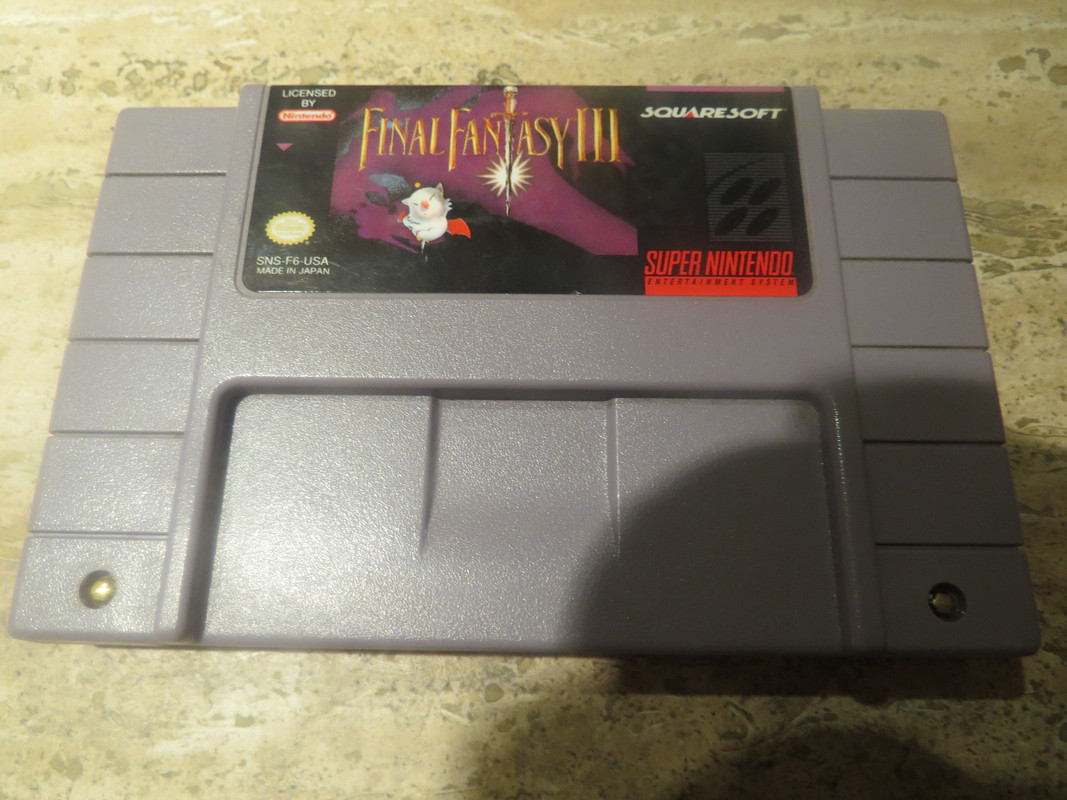 LICENSED
BY
Nintendo
FINAL FANTASY III
SQUARESOFT
SNS-F6-USA
MADE IN JAPAN
SUPER NINTENDO
ENTERTAINMENT SYSTEM